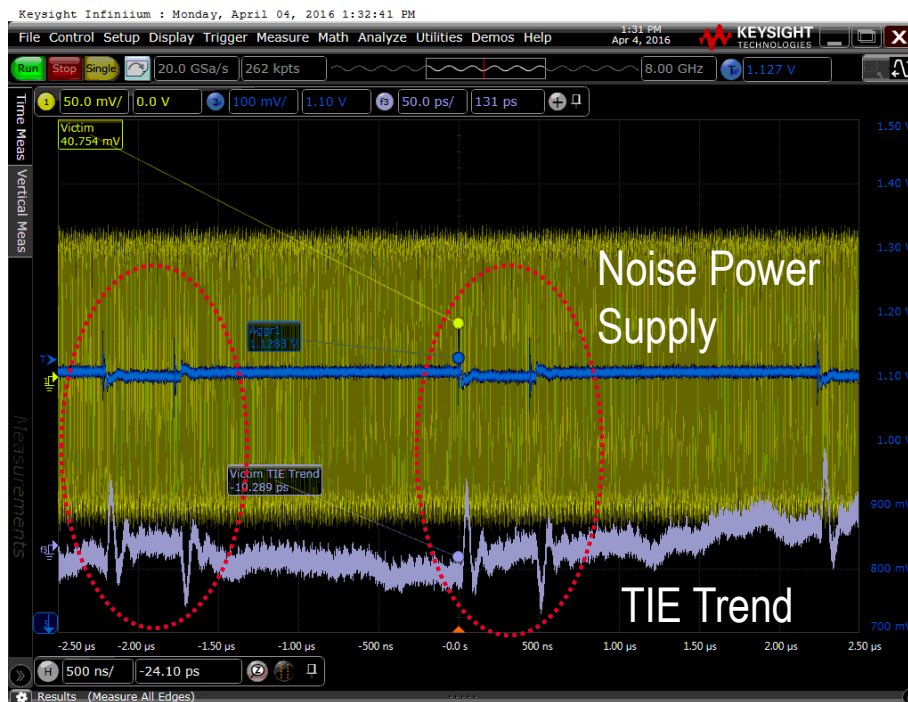 Keysight Infiniium : Monday, April 04, 2016 1:32:41 PM
File Control Setup Display Trigger Measure Math Analyze Utilities Demos Help
1:31 PM
Apr 4, 2016
KEYSIGHT
TECHNOLOGIES
Run Stop Single 20.0 GSa/s 262 kpts 8.00 GHz T 1.127 V
1 50.0 mV/ 0.0 V 3 100 mV/ 1.10 V f3 50.0 ps/ 131 ps
Time Meas
Vertical Meas
Measurements
Victim
40.754 mV
1.50 V
1.40 V
1.30 V
1.20 V
1.10 V
1.00 V
900 mV
800 mV
700 mV
Noise Power
Supply
Aggr1
1.1283 V
T
Victim TIE Trend
-19.289 ps
f3
TIE Trend
-2.50 µs -2.00 µs -1.50 µs -1.00 µs -500 ns -0.0 s 500 ns 1.00 µs 1.50 µs 2.00 µs 2.50 µs
H 500 ns/ -24.10 ps
Results (Measure All Edges)